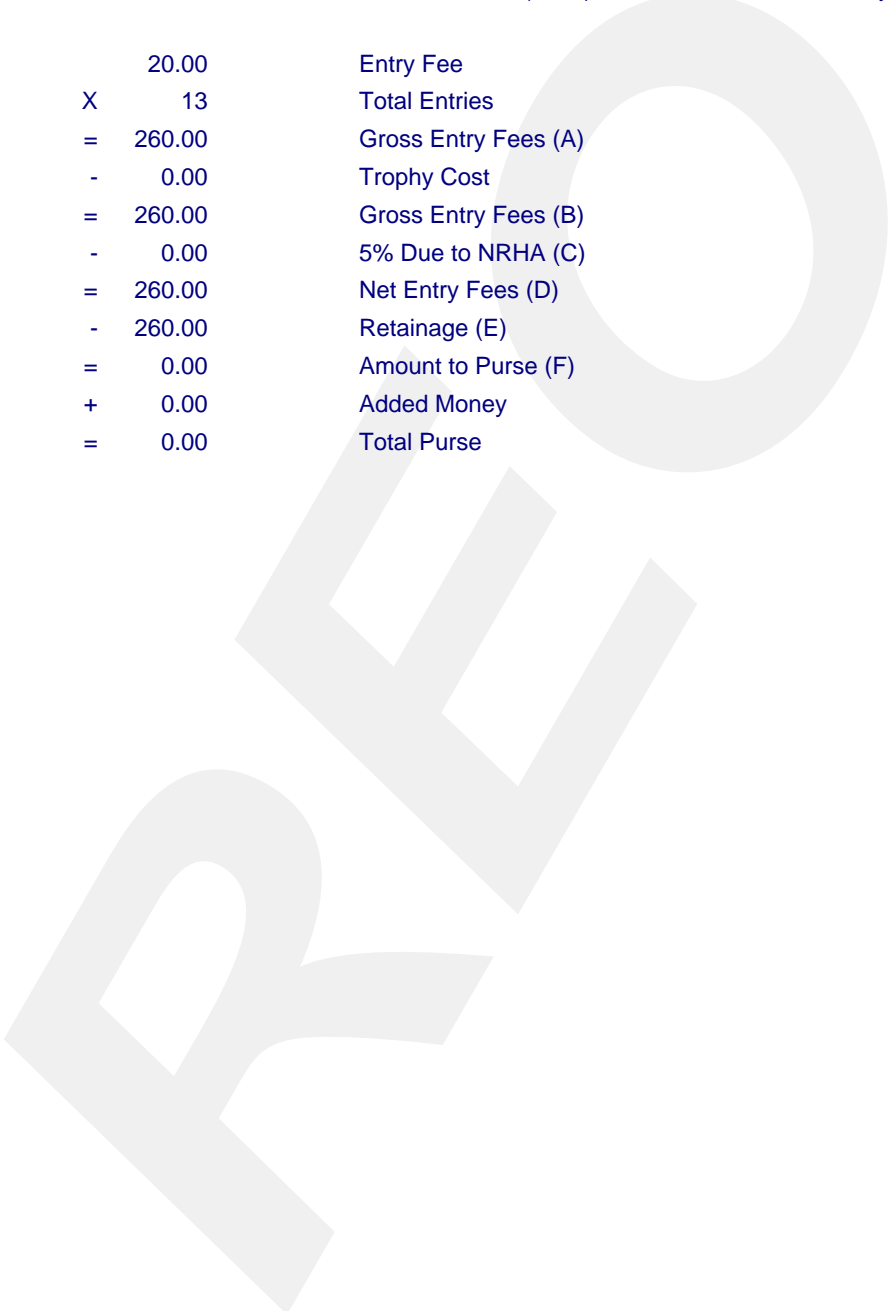 20.00 Entry Fee
X 13 Total Entries
= 260.00 Gross Entry Fees (A)
- 0.00 Trophy Cost
= 260.00 Gross Entry Fees (B)
- 0.00 5% Due to NRHA (C)
= 260.00 Net Entry Fees (D)
- 260.00 Retainage (E)
= 0.00 Amount to Purse (F)
+ 0.00 Added Money
= 0.00 Total Purse
REO